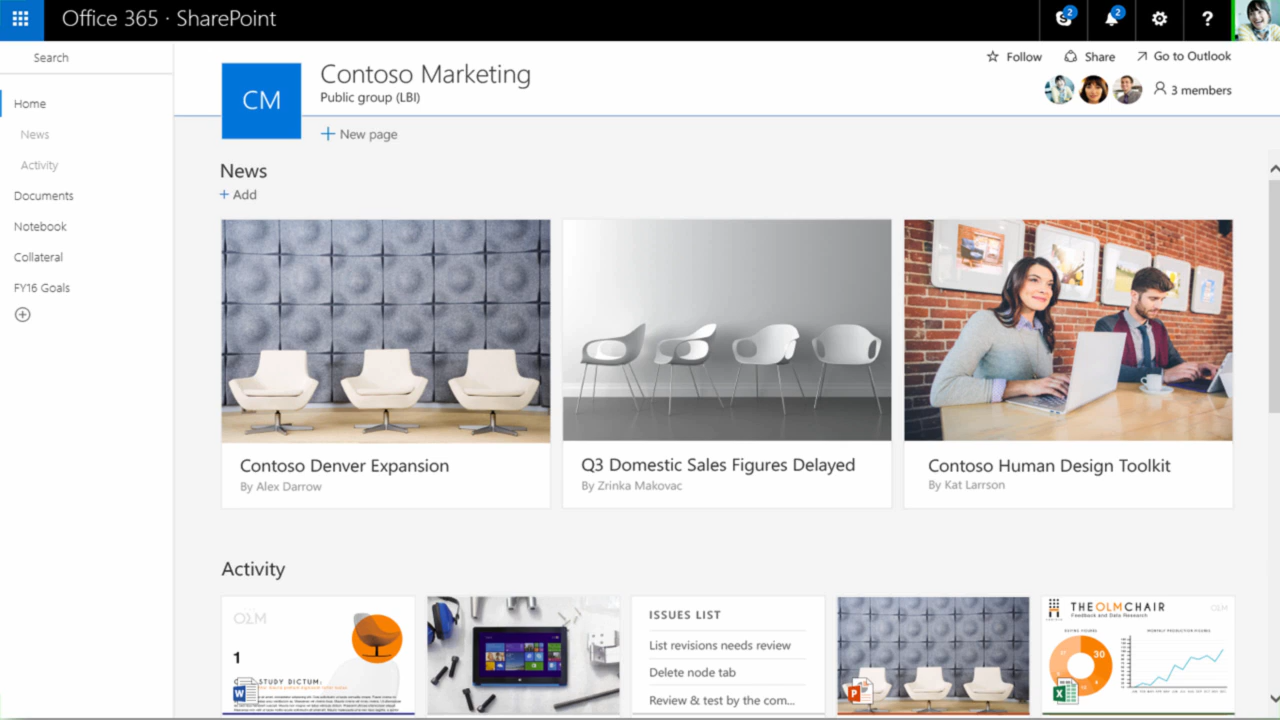 Office 365 · SharePoint
2
2
?
Search
Home
News
Activity
Documents
Notebook
Collateral
FY16 Goals
CM
Contoso Marketing
Public group (LBI)
Follow
Share
Go to Outlook
3 members
New page
News
+ Add
Contoso Denver Expansion
By Alex Darrow
Q3 Domestic Sales Figures Delayed
By Zrinka Makovac
Contoso Human Design Toolkit
By Kat Larrson
Activity
1
STUDY DICTUM:
W
ISSUES LIST
List revisions needs review
Delete node tab
Review & test by the com...
P
THE OLM CHAIR
Feedback and Data Research
OLM
MONTHLY PRODUCTION FIGURE
30
X